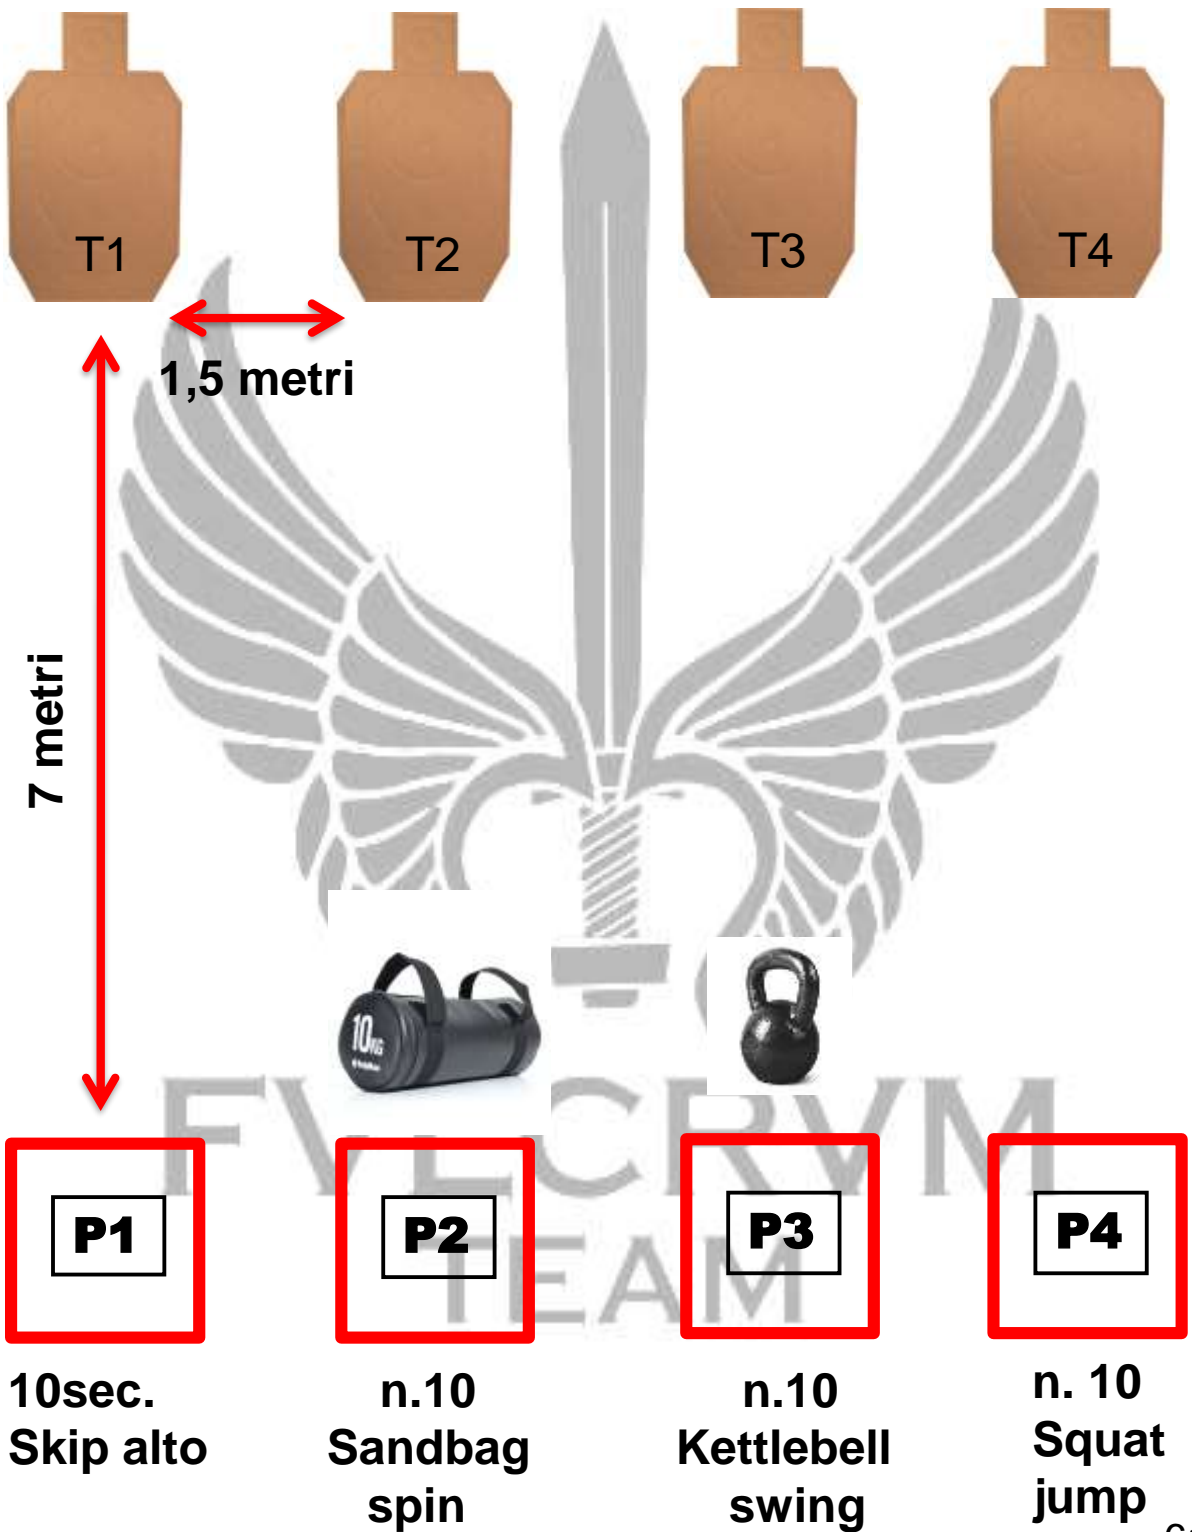 T1
T2
T3
T4
1,5 metri
7 metri
10KG
FVLCRVM
TEAM
P1
P2
P3
P4
10sec.
Skip alto
n.10
Sandbag
spin
n.10
Kettlebell
swing
n. 10
Squat
jump